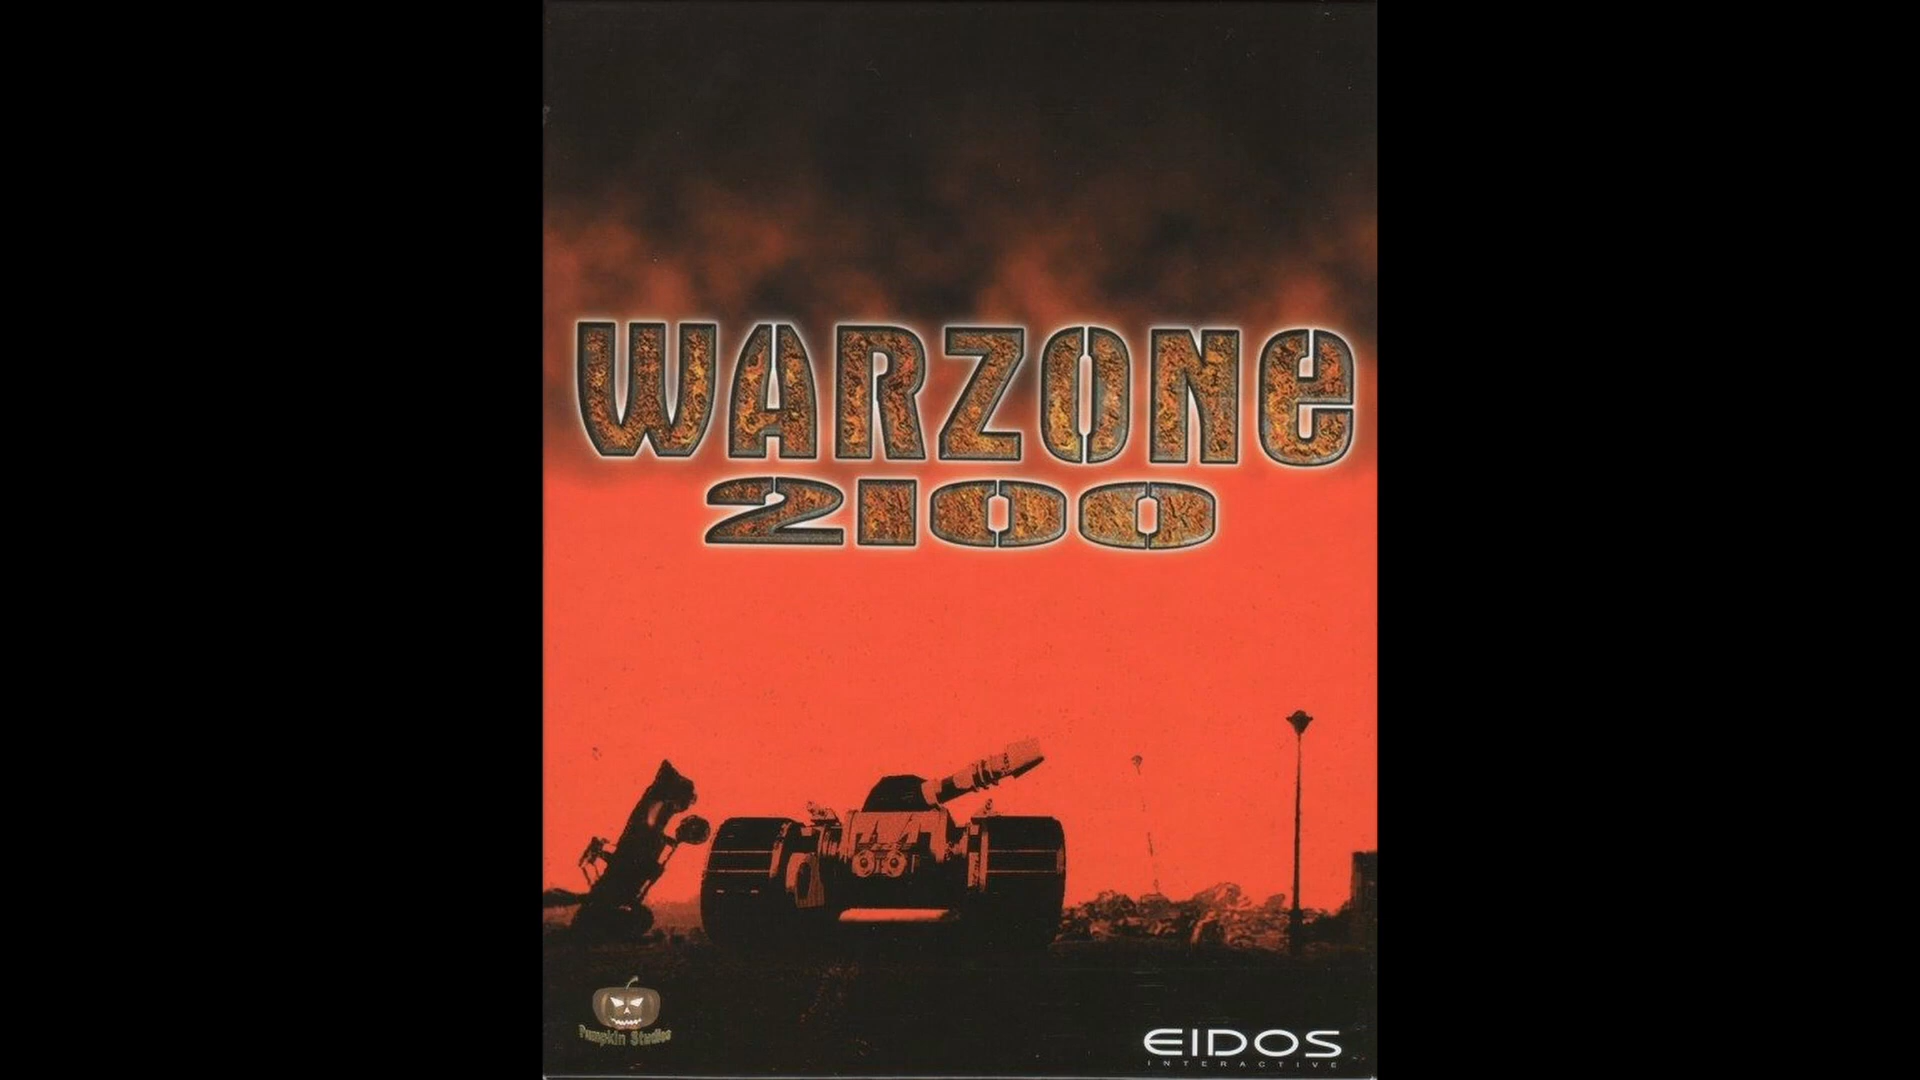 WARZONE
2100
Pumpkin Studios
EIDOS
INTERACTIVE